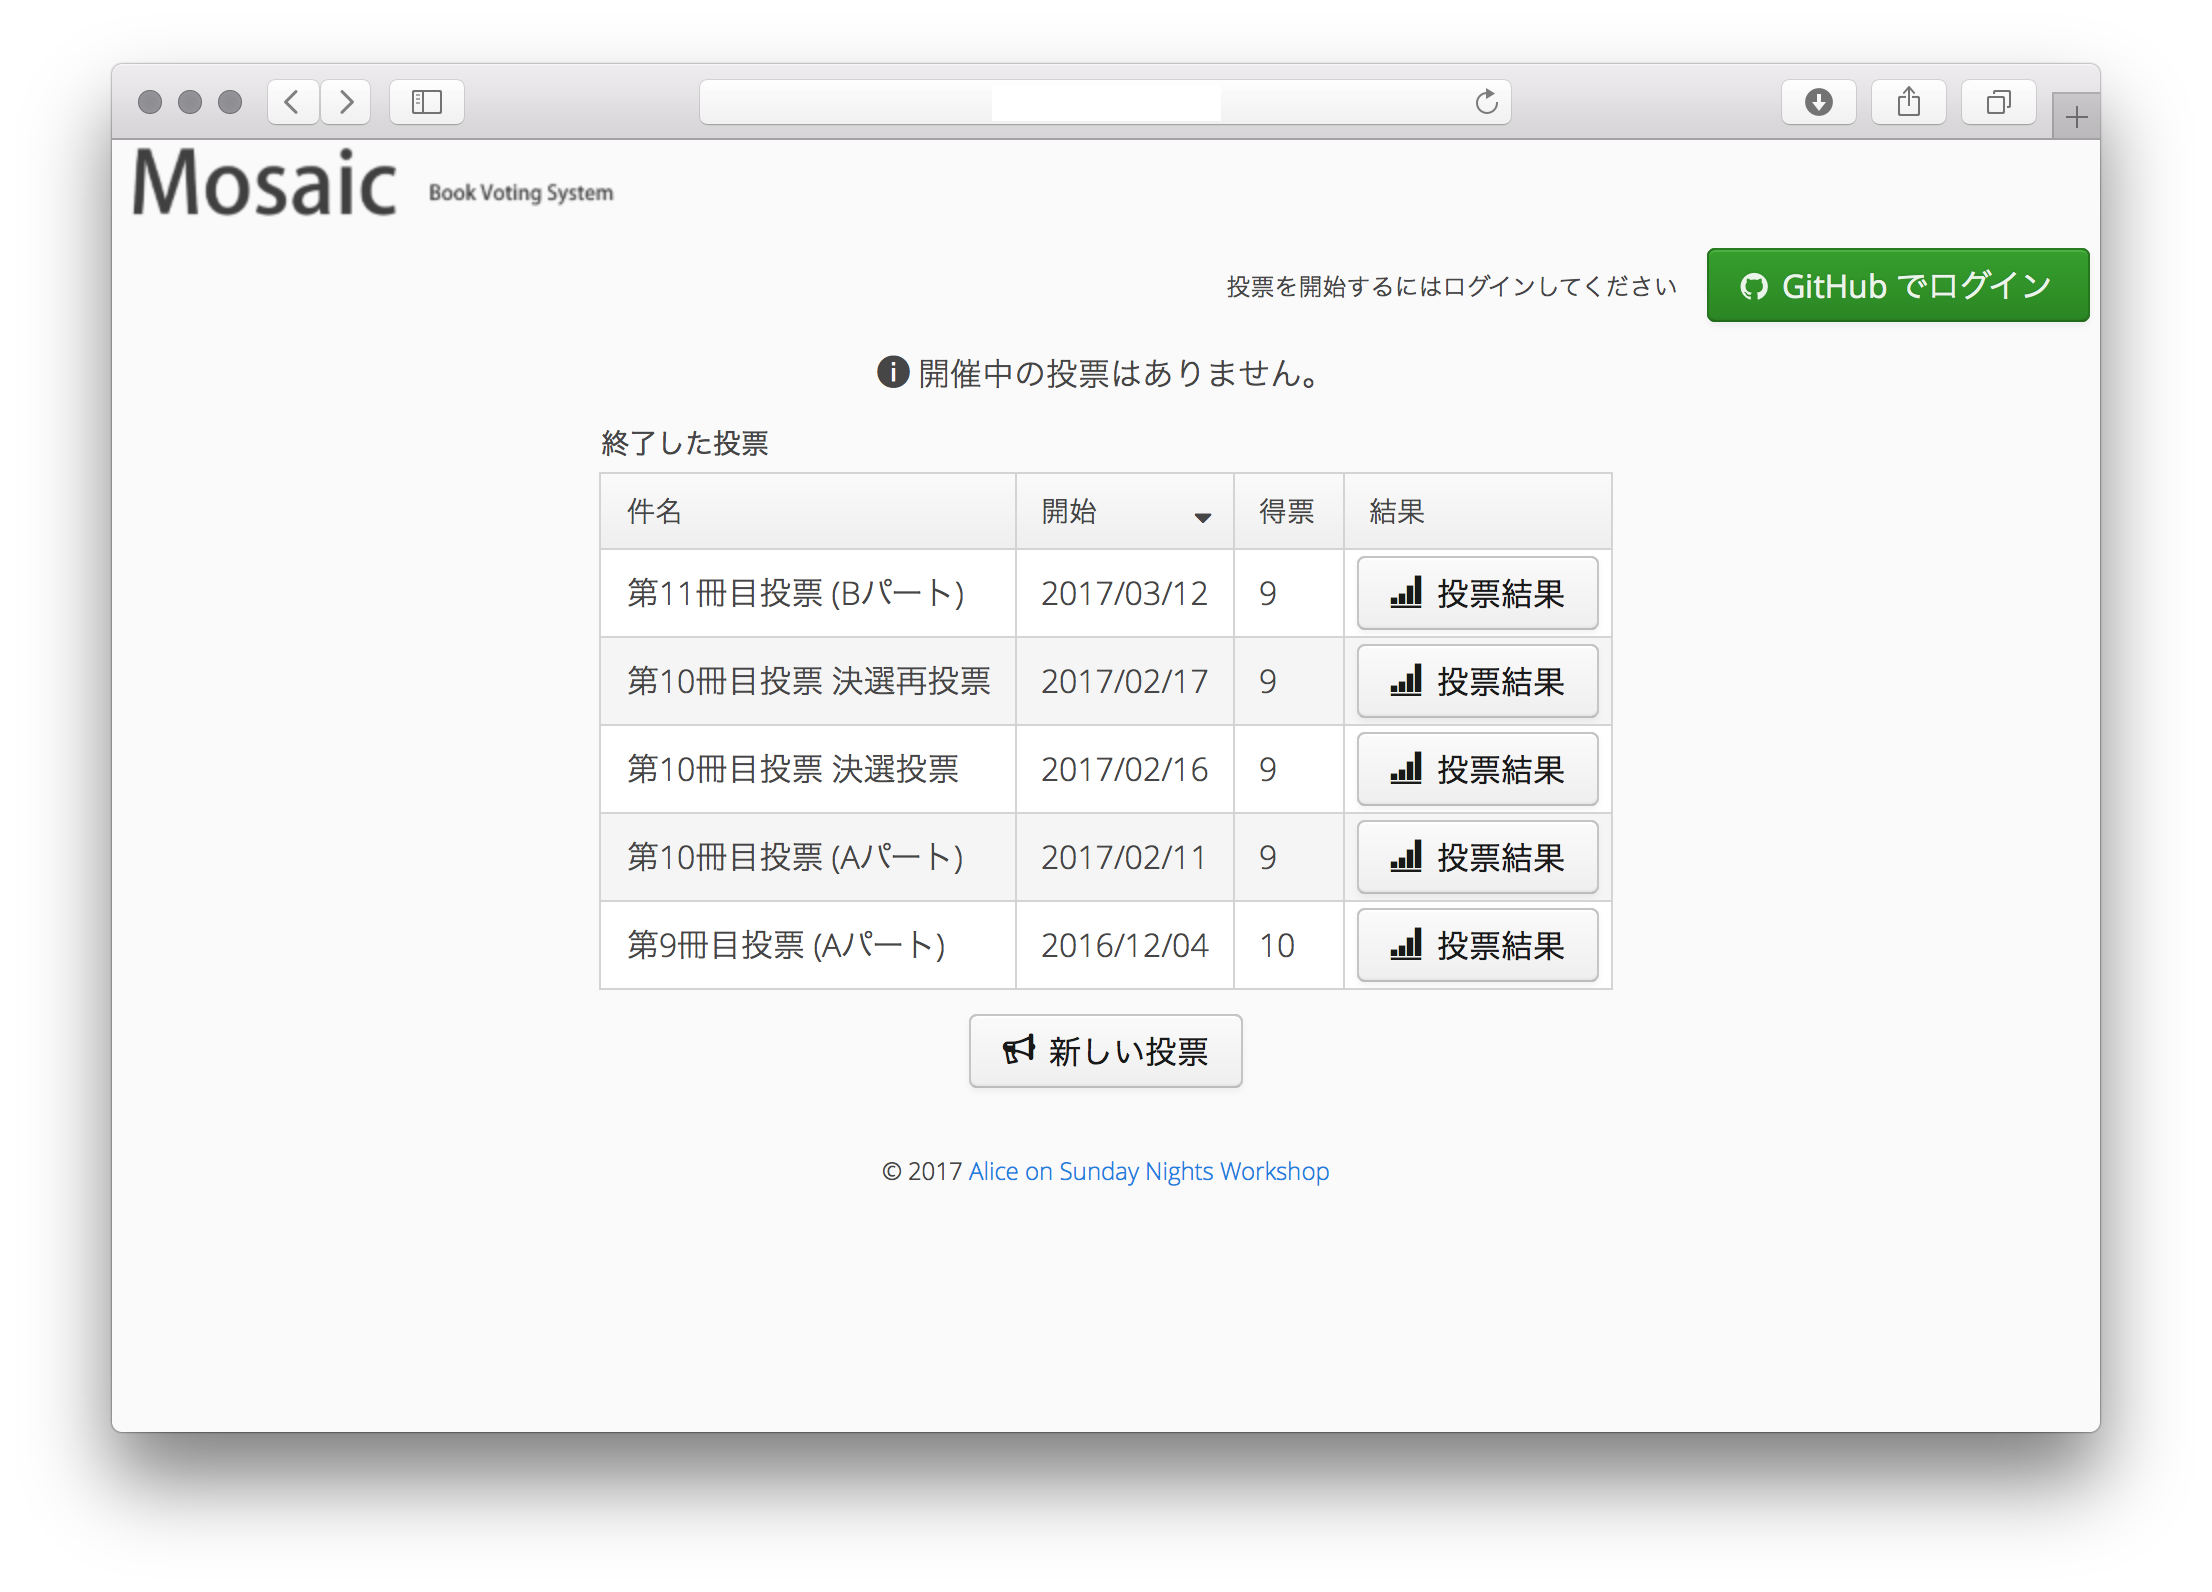 Mosaic Book Voting System
投票を開始するにはログインしてください GitHub でログイン
開催中の投票はありません。
終了した投票
件名 開始 得票 結果
第11冊目投票 (Bパート) 2017/03/12 9 投票結果
第10冊目投票 決選再投票 2017/02/17 9 投票結果
第10冊目投票 決選投票 2017/02/16 9 投票結果
第10冊目投票 (Aパート) 2017/02/11 9 投票結果
第9冊目投票 (Aパート) 2016/12/04 10 投票結果
新しい投票
© 2017 Alice on Sunday Nights Workshop